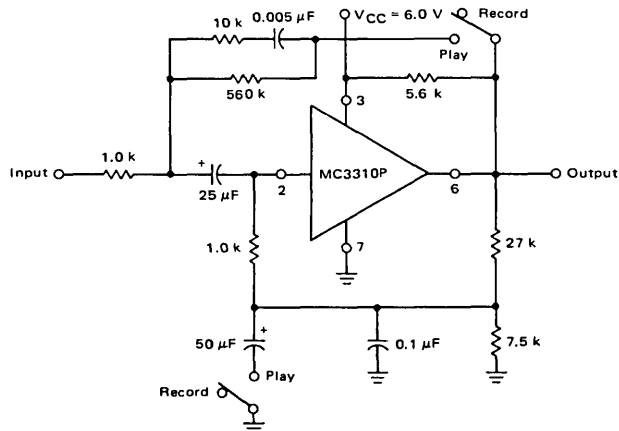 10 k
0.005 µF
VCC = 6.0 V
Record
Play
560 k
5.6 k
3
Input
1.0 k
+
25 µF
2
MC3310P
6
Output
1.0 k
7
27 k
50 µF
+
0.1 µF
7.5 k
Play
Record